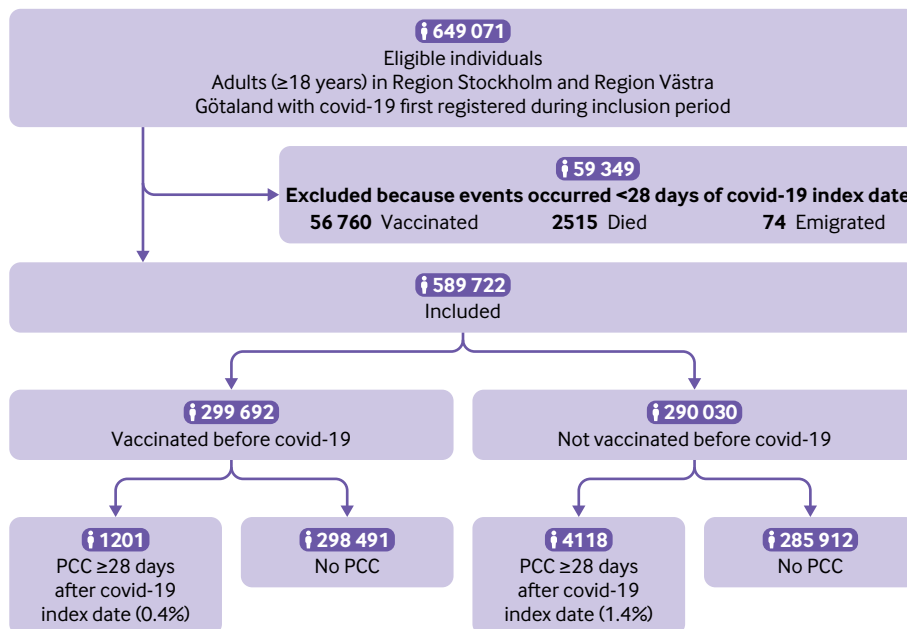 649 071
Eligible individuals
Adults (≥18 years) in Region Stockholm and Region Västra
Götaland with covid-19 first registered during inclusion period
59 349
Excluded because events occurred <28 days of covid-19 index date
56 760 Vaccinated 2515 Died 74 Emigrated
589 722
Included
299 692
Vaccinated before covid-19
290 030
Not vaccinated before covid-19
1201
PCC ≥28 days
after covid-19
index date (0.4%)
298 491
No PCC
4118
PCC ≥28 days
after covid-19
index date (1.4%)
285 912
No PCC